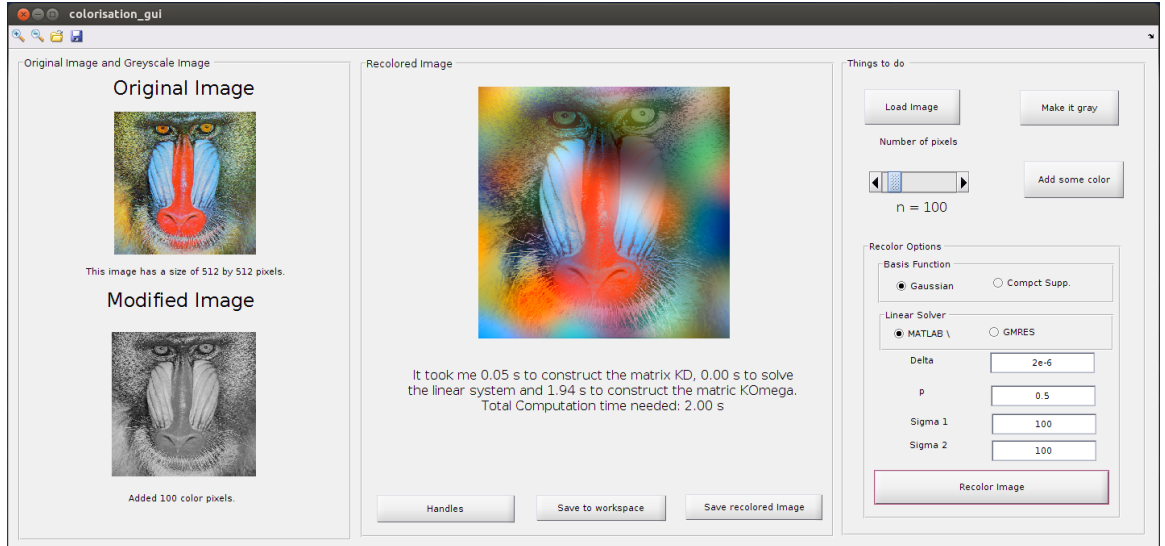 colorisation_gui
Original Image and Greyscale Image
Original Image
This image has a size of 512 by 512 pixels.
Modified Image
Added 100 color pixels.
Recolored Image
It took me 0.05 s to construct the matrix KD, 0.00 s to solve
the linear system and 1.94 s to construct the matric KOmega.
Total Computation time needed: 2.00 s
Handles
Save to workspace
Save recolored Image
Things to do
Load Image
Make it gray
Number of pixels
Add some color
n = 100
Recolor Options
Basis Function
Gaussian
Compct Supp.
Linear Solver
MATLAB \
GMRES
Delta
2e-6
p
0.5
Sigma 1
100
Sigma 2
100
Recolor Image